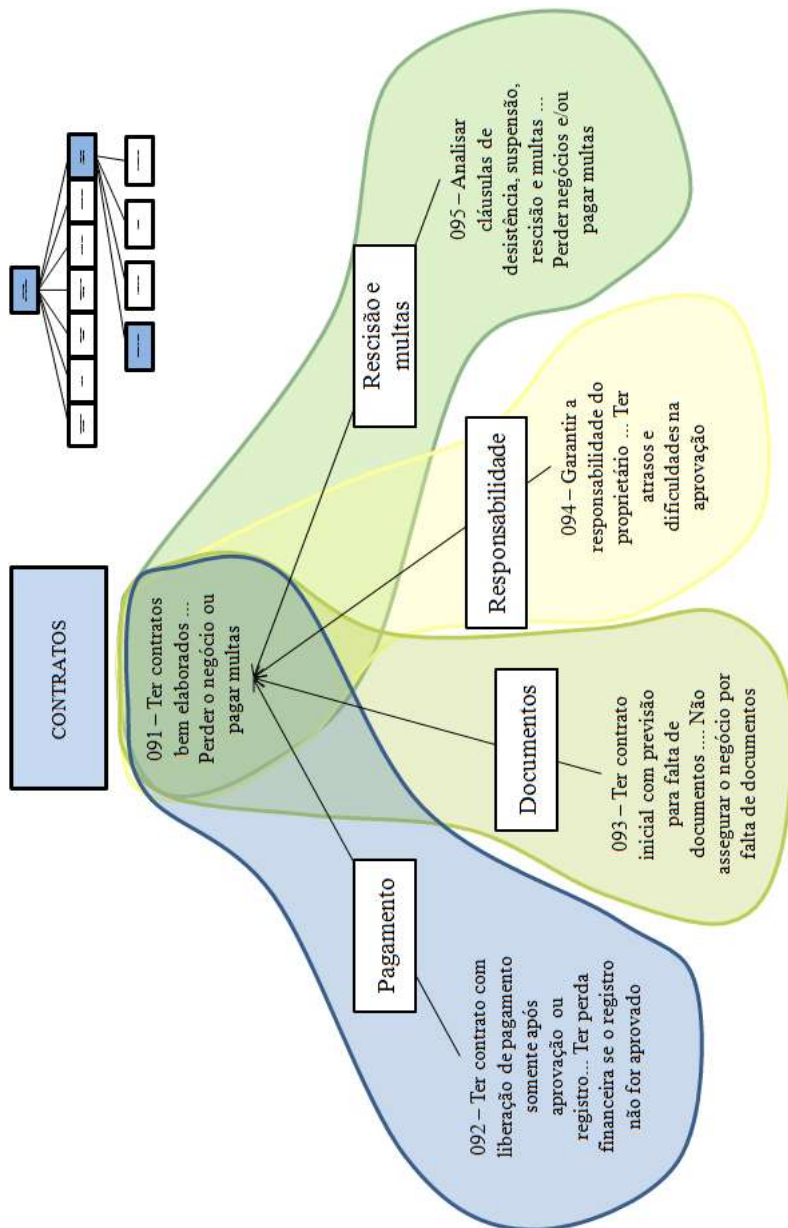 CONTRATOS
091 – Ter contratos
bem elaborados ...
Perder o negócio ou
pagar multas
Pagamento
Documentos
Responsabilidade
Rescisão e
multas
092 – Ter contrato com
liberação de pagamento
somente após
aprovação ou
registro... Ter perda
financeira se o registro
não for aprovado
093 – Ter contrato
inicial com previsão
para falta de
documentos .... Não
assegurar o negócio por
falta de documentos
094 – Garantir a
responsabilidade do
proprietário ... Ter
atrasos e
dificuldades na
aprovação
095 – Analisar
cláusulas de
desistência, suspensão,
rescisão e multas ...
Perder negócios e/ou
pagar multas